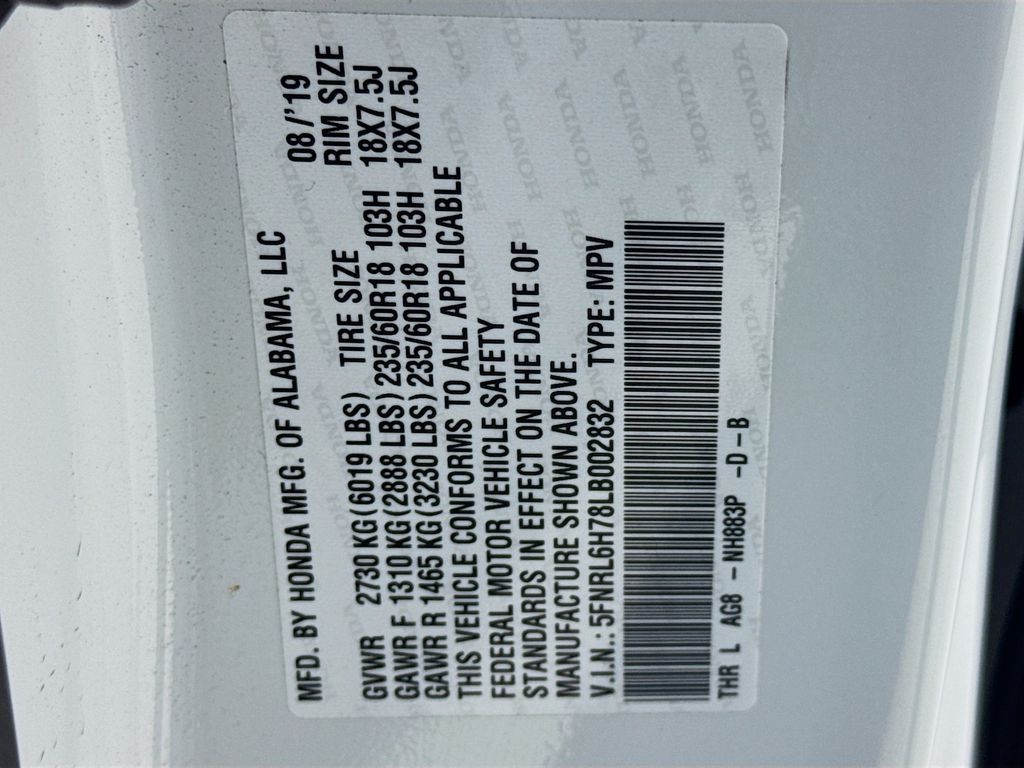 MFD. BY HONDA MFG. OF ALABAMA, LLC 08/'19
GVWR 2730 KG(6019 LBS) TIRE SIZE RIM SIZE
GAWR F 1310 KG(2888 LBS) 235/60R18 103H 18X7.5J
GAWR R 1465 KG(3230 LBS) 235/60R18 103H 18X7.5J
THIS VEHICLE CONFORMS TO ALL APPLICABLE
FEDERAL MOTOR VEHICLE SAFETY
STANDARDS IN EFFECT ON THE DATE OF
MANUFACTURE SHOWN ABOVE.
V.I.N.: 5FNRL6H78LB002832 TYPE: MPV
THR L AG8 - NH883P -D-B